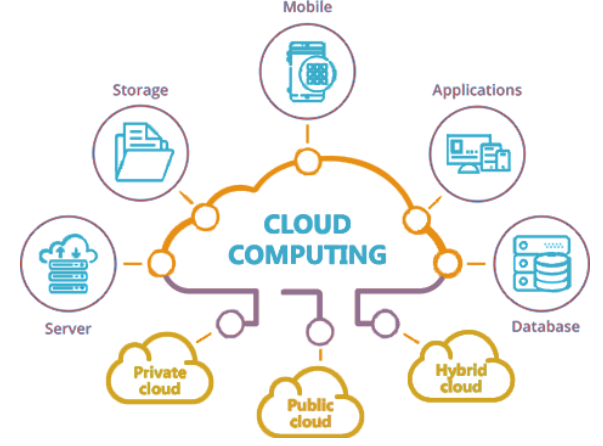 Mobile
Storage
Applications
CLOUD
COMPUTING
Server
Database
Private
cloud
Public
cloud
Hybrid
cloud